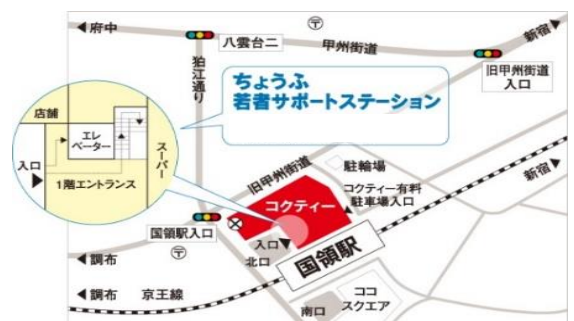 〒
◀府中
八雲台二
甲州街道
新宿▶
狛江通り
旧甲州街道
入口
ちょうふ
若者サポートステーション
店舗
エレ
ベーター
スーパー
入口
▶
1階エントランス
旧甲州街道
駐輪場
コクティー有料
駐車場入口
新宿▶
コクティー
国領駅入口
〒
入口
北口
国領駅
◀調布
◀調布 京王線
ココ
スクエア
南口